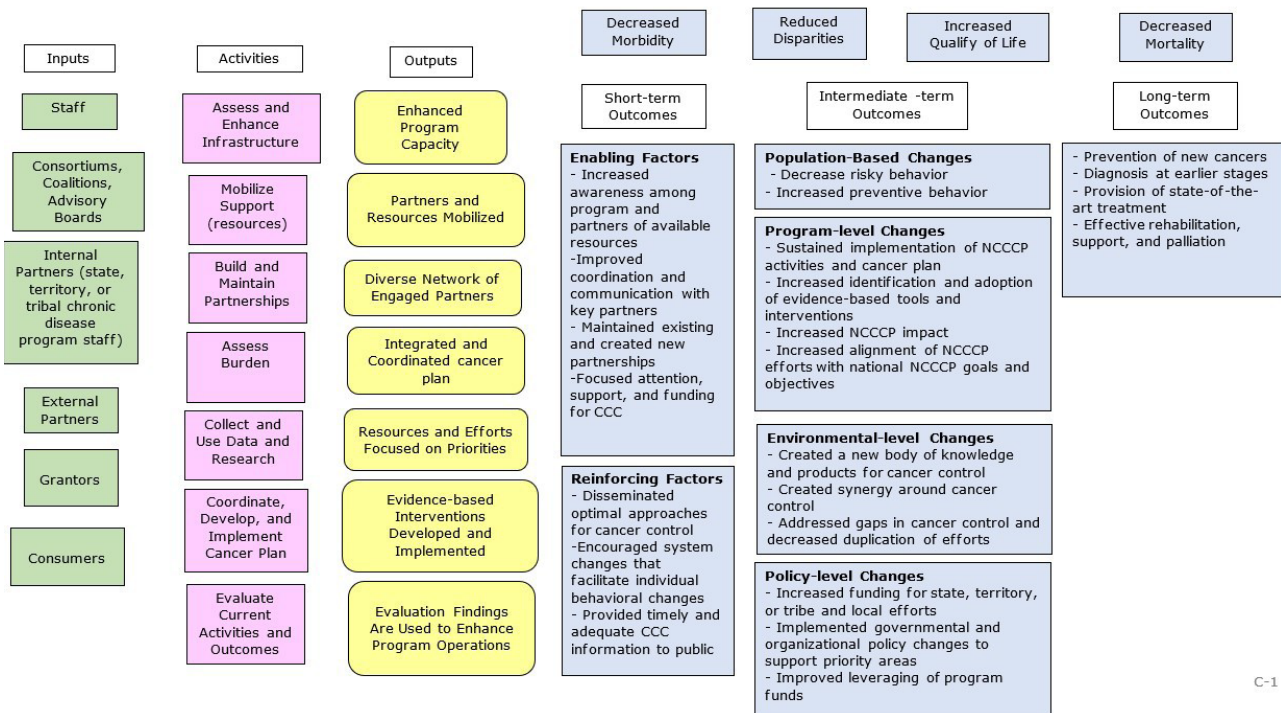 Decreased
Morbidity
Reduced
Disparities
Increased
Qualify of Life
Decreased
Mortality
Inputs
Activities
Outputs
Short-term
Outcomes
Intermediate -term
Outcomes
Long-term
Outcomes
Staff
Consortiums,
Coalitions,
Advisory
Boards
Internal
Partners (state,
territory, or
tribal chronic
disease
program staff)
External
Partners
Grantors
Consumers
Assess and
Enhance
Infrastructure
Mobilize
Support
(resources)
Build and
Maintain
Partnerships
Assess
Burden
Collect and
Use Data and
Research
Coordinate,
Develop, and
Implement
Cancer Plan
Evaluate
Current
Activities and
Outcomes
Enhanced
Program
Capacity
Partners and
Resources Mobilized
Diverse Network of
Engaged Partners
Integrated and
Coordinated cancer
plan
Resources and Efforts
Focused on Priorities
Evidence-based
Interventions
Developed and
Implemented
Evaluation Findings
Are Used to Enhance
Program Operations
Enabling Factors
- Increased
awareness among
program and
partners of available
resources
-Improved
coordination and
communication with
key partners
- Maintained existing
and created new
partnerships
-Focused attention,
support, and funding
for CCC
Reinforcing Factors
- Disseminated
optimal approaches
for cancer control
-Encouraged system
changes that
facilitate individual
behavioral changes
- Provided timely and
adequate CCC
information to public
Population-Based Changes
- Decrease risky behavior
- Increased preventive behavior
Program-level Changes
- Sustained implementation of NCCCP
activities and cancer plan
- Increased identification and adoption
of evidence-based tools and
interventions
- Increased NCCCP impact
- Increased alignment of NCCCP
efforts with national NCCCP goals and
objectives
Environmental-level Changes
- Created a new body of knowledge
and products for cancer control
- Created synergy around cancer
control
- Addressed gaps in cancer control and
decreased duplication of efforts
Policy-level Changes
- Increased funding for state, territory,
or tribe and local efforts
- Implemented governmental and
organizational policy changes to
support priority areas
- Improved leveraging of program
funds
- Prevention of new cancers
- Diagnosis at earlier stages
- Provision of state-of-the-
art treatment
- Effective rehabilitation,
support, and palliation
C-1